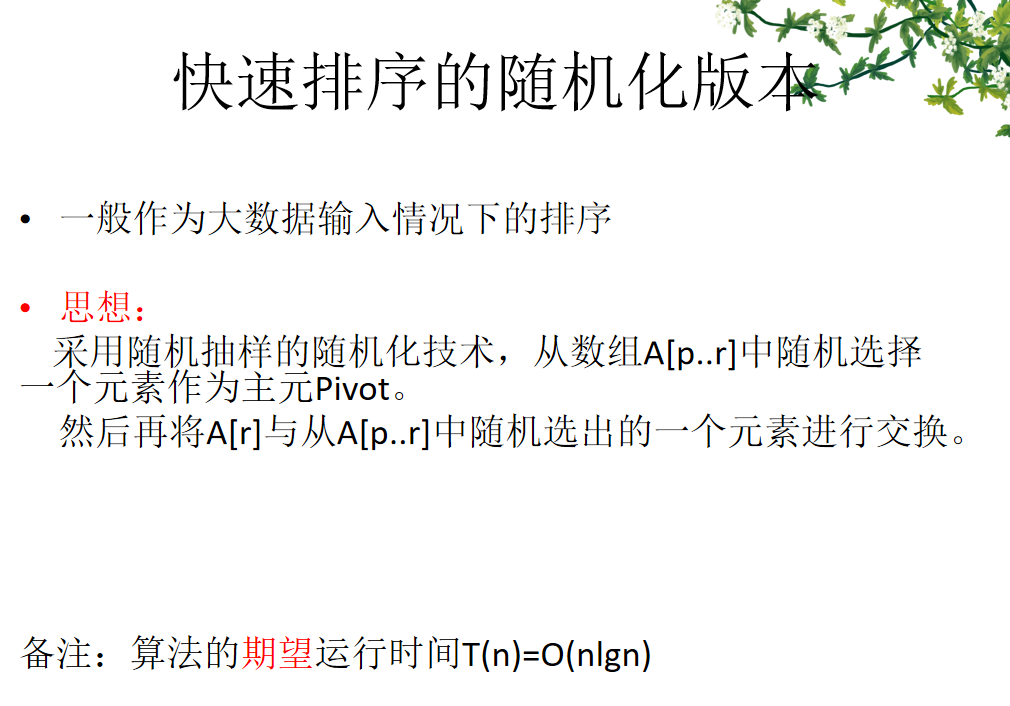 快速排序的随机化版本
• 一般作为大数据输入情况下的排序
• 思想：
采用随机抽样的随机化技术，从数组A[p..r]中随机选择
一个元素作为主元Pivot。
然后再将A[r]与从A[p..r]中随机选出的一个元素进行交换。
备注：算法的期望运行时间T(n)=O(nlgn)